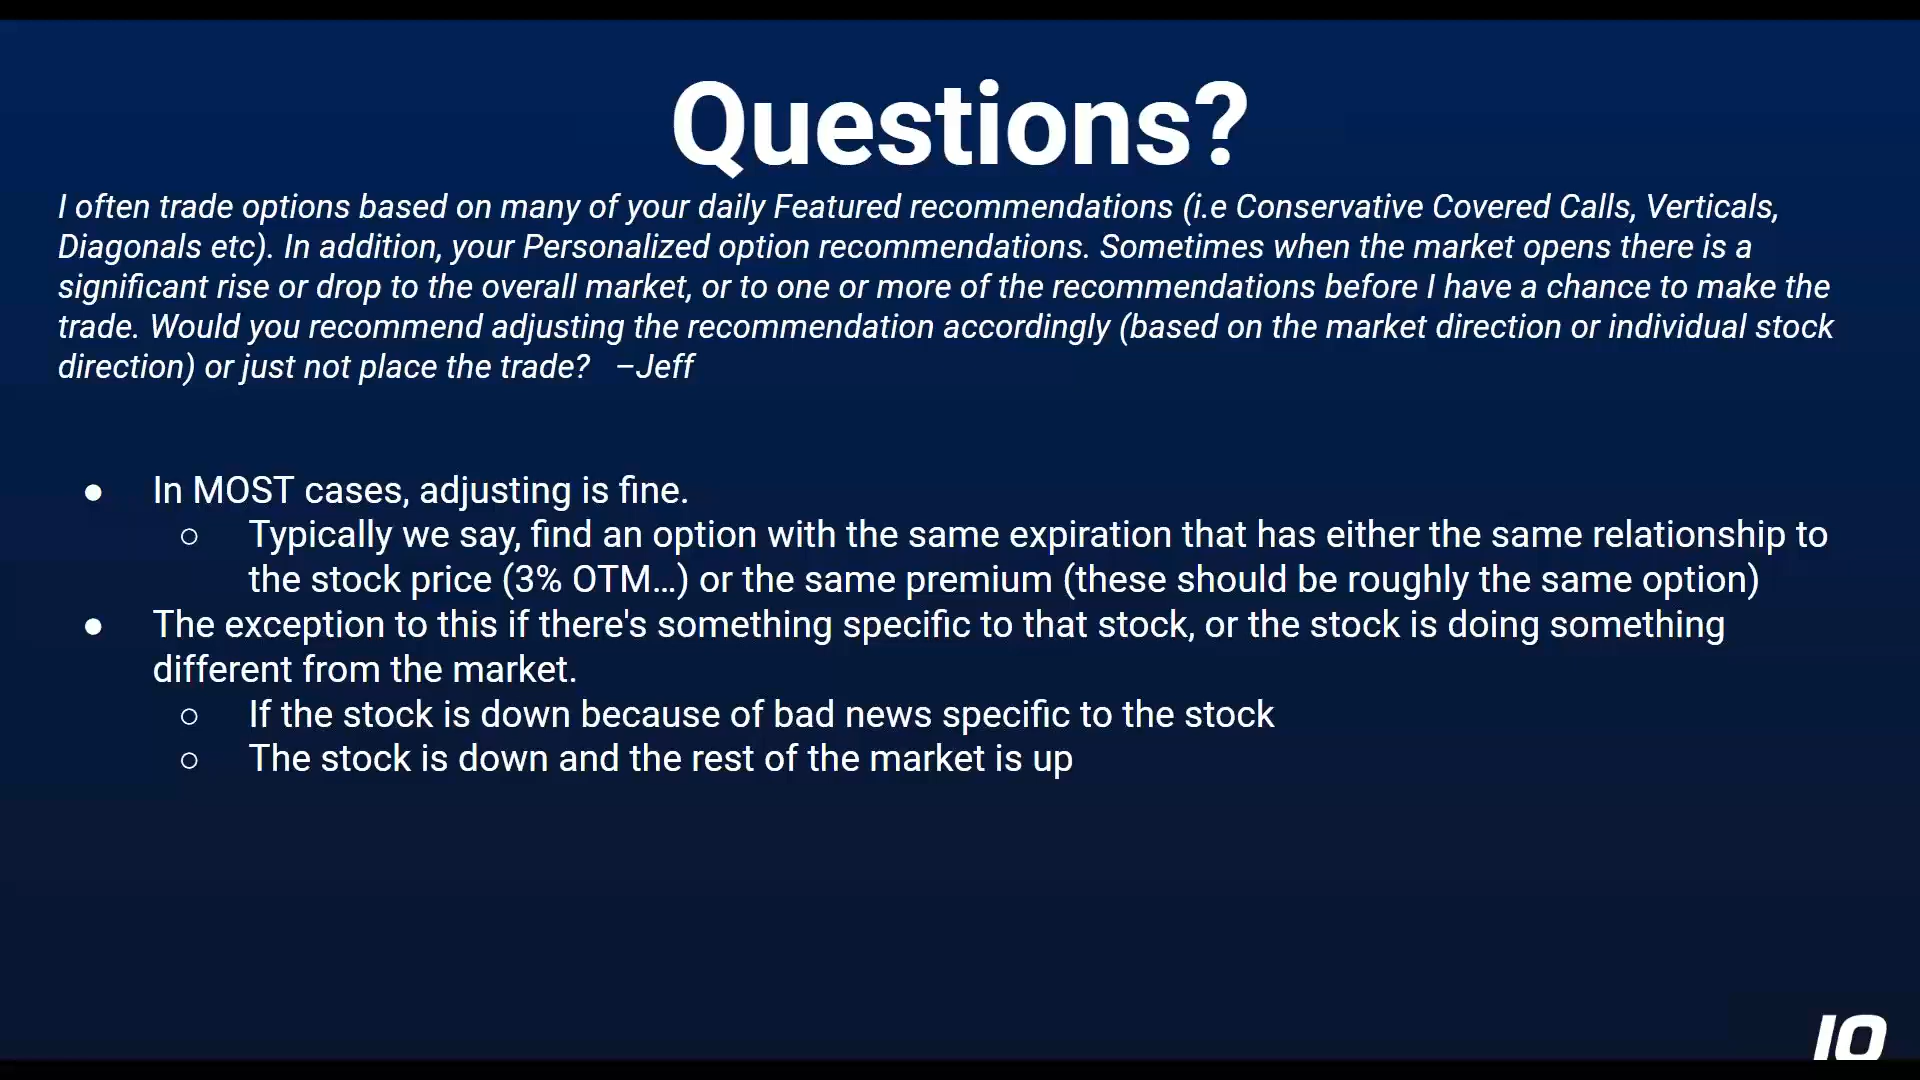 Questions?
I often trade options based on many of your daily Featured recommendations (i.e Conservative Covered Calls, Verticals,
Diagonals etc). In addition, your Personalized option recommendations. Sometimes when the market opens there is a
significant rise or drop to the overall market, or to one or more of the recommendations before I have a chance to make the
trade. Would you recommend adjusting the recommendation accordingly (based on the market direction or individual stock
direction) or just not place the trade?   –Jeff
● In MOST cases, adjusting is fine.
○ Typically we say, find an option with the same expiration that has either the same relationship to
the stock price (3% OTM…) or the same premium (these should be roughly the same option)
● The exception to this if there's something specific to that stock, or the stock is doing something
different from the market.
○ If the stock is down because of bad news specific to the stock
○ The stock is down and the rest of the market is up
IO